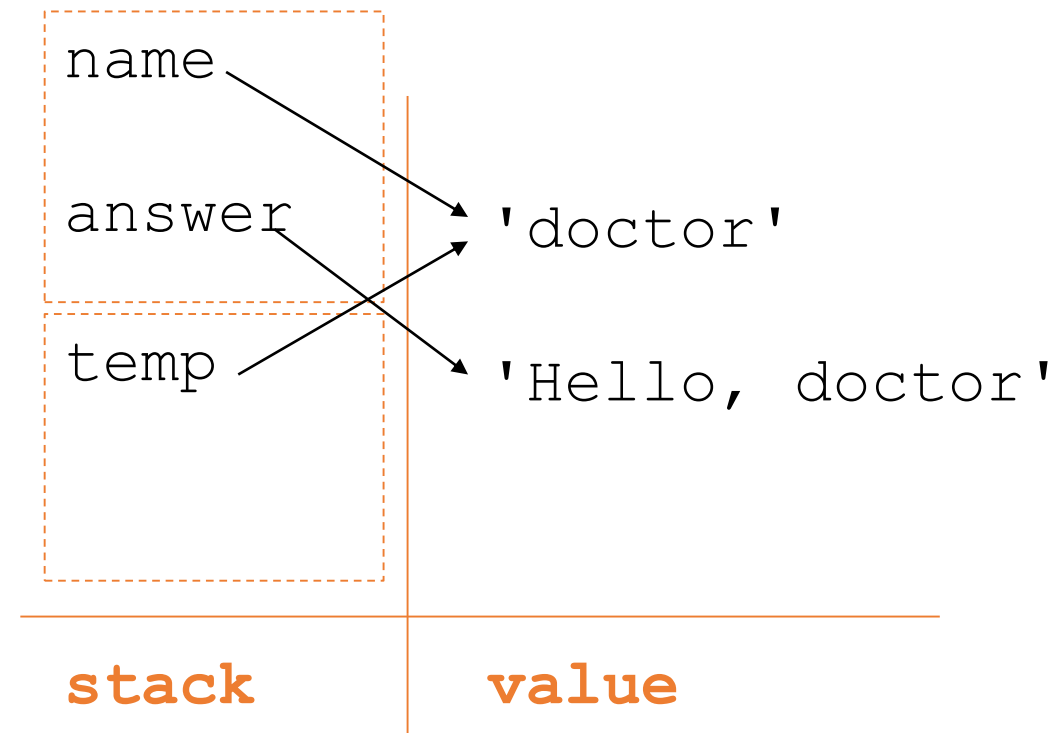 name
answer
'doctor'
temp
'Hello, doctor'
stack
value